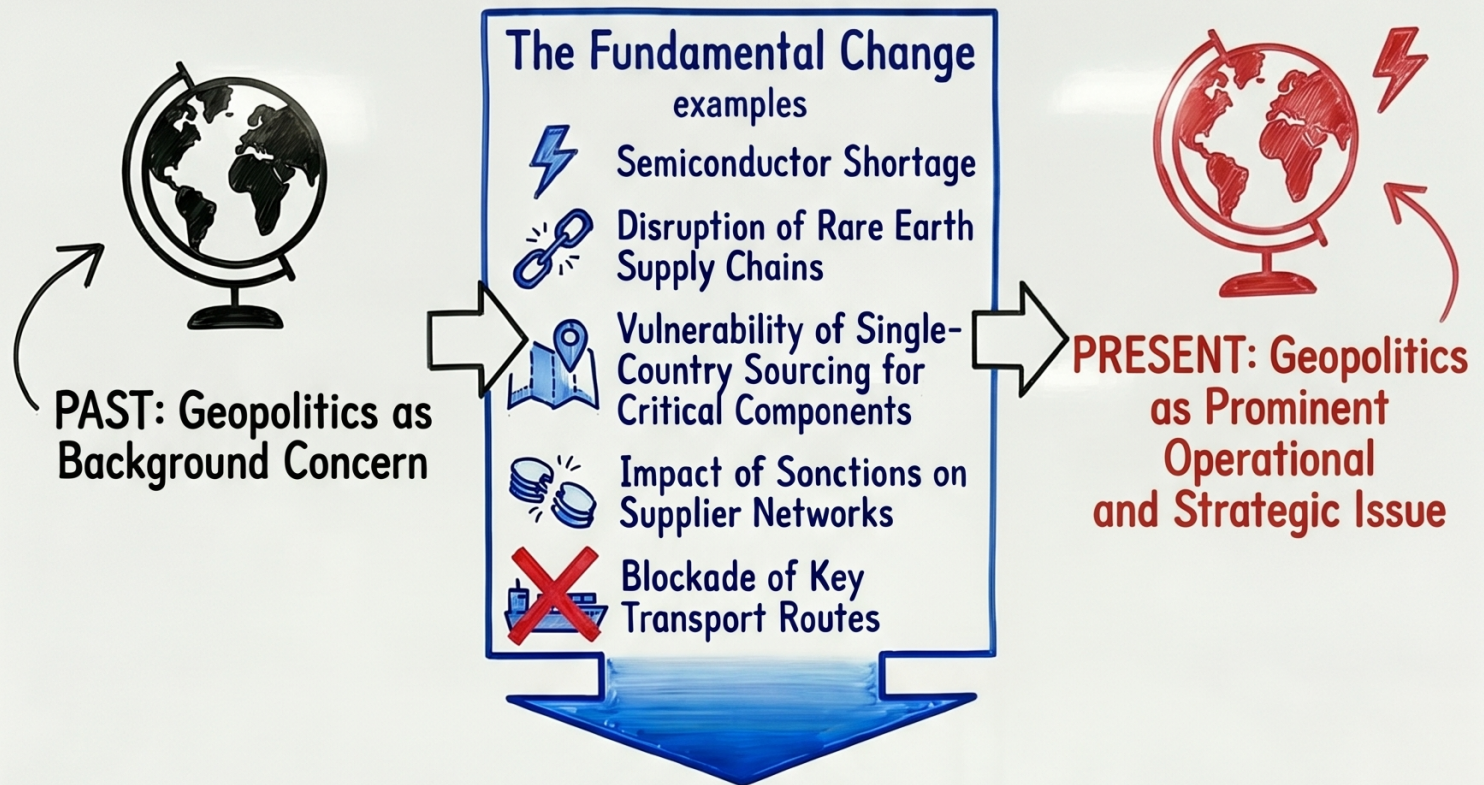 PAST: Geopolitics as
Background Concern
The Fundamental Change
examples
Semiconductor Shortage
Disruption of Rare Earth
Supply Chains
Vulnerability of Single-
Country Sourcing for
Critical Components
Impact of Sonctions on
Supplier Networks
Blockade of Key
Transport Routes
PRESENT: Geopolitics
as Prominent
Operational
and Strategic Issue